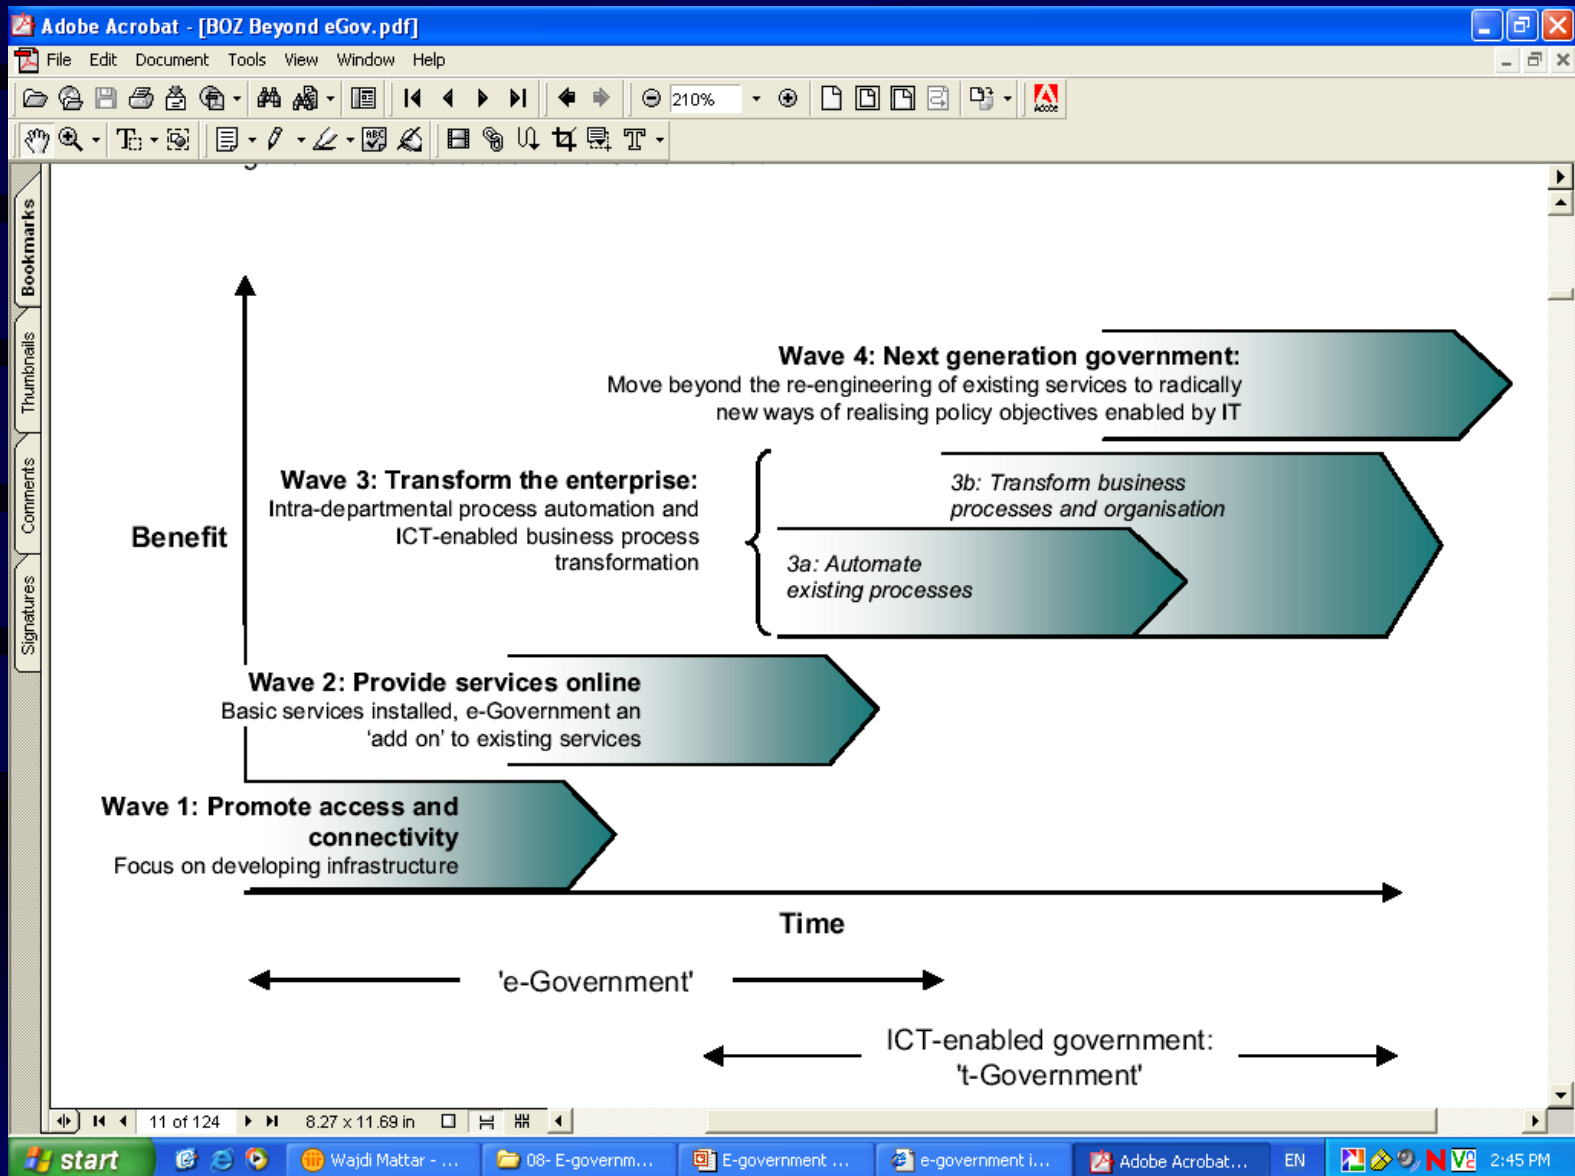 Adobe Acrobat - [BOZ Beyond eGov.pdf]
File Edit Document Tools View Window Help
210%
Adobe
Bookmarks
Thumbnails
Comments
Signatures
Wave 4: Next generation government:
Move beyond the re-engineering of existing services to radically
new ways of realising policy objectives enabled by IT
Wave 3: Transform the enterprise:
Intra-departmental process automation and
ICT-enabled business process
transformation
3b: Transform business
processes and organisation
3a: Automate
existing processes
Benefit
Wave 2: Provide services online
Basic services installed, e-Government an
‘add on’ to existing services
Wave 1: Promote access and
connectivity
Focus on developing infrastructure
Time
'e-Government'
ICT-enabled government:
't-Government'
11 of 124
8.27 x 11.69 in
start
Wajdi Mattar - ...
08- E-governm...
E-government ...
e-government i...
Adobe Acrobat...
EN
2:45 PM